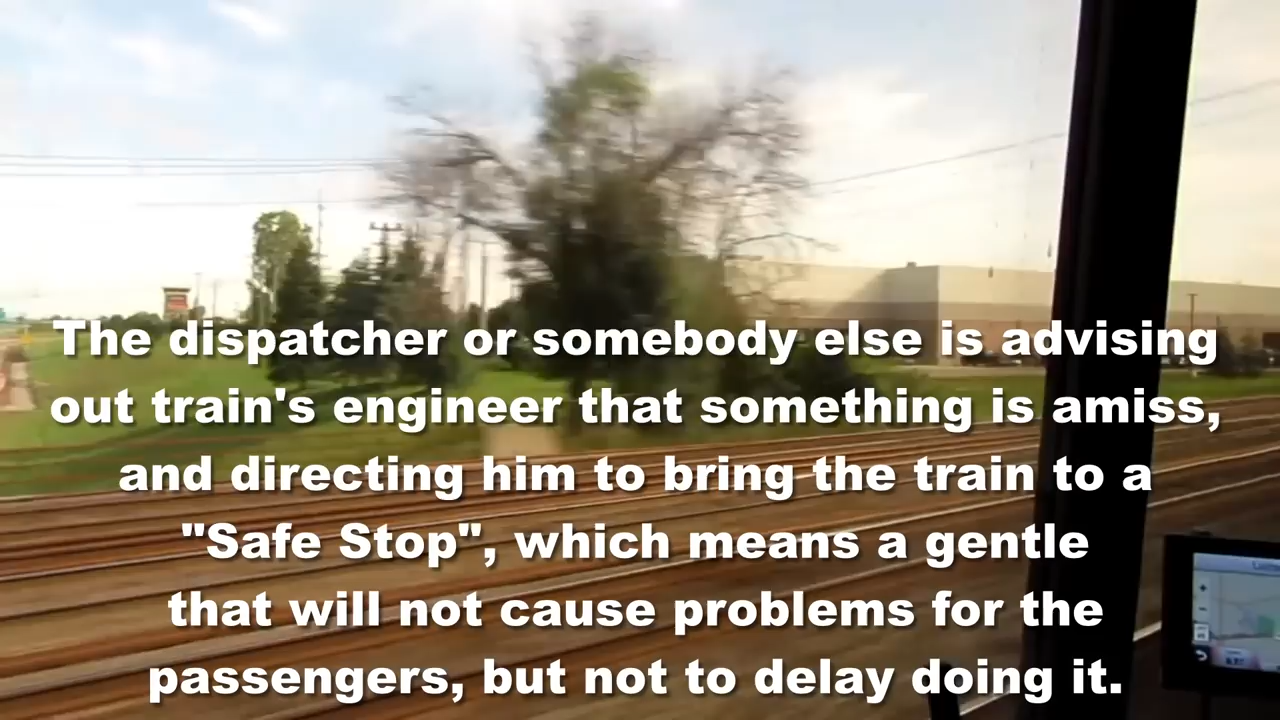 The dispatcher or somebody else is advising
out train's engineer that something is amiss,
and directing him to bring the train to a
"Safe Stop", which means a gentle
that will not cause problems for the
passengers, but not to delay doing it.